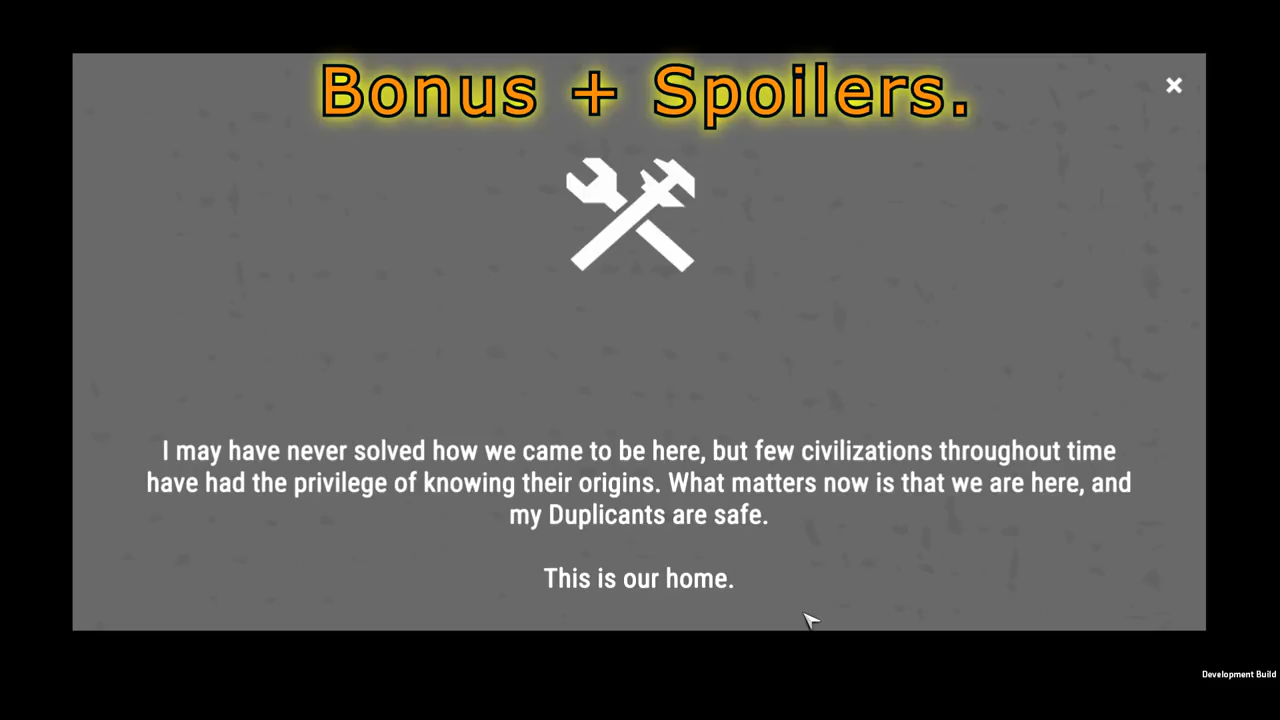 Bonus + Spoilers.
I may have never solved how we came to be here, but few civilizations throughout time
have had the privilege of knowing their origins. What matters now is that we are here, and
my Duplicants are safe.
This is our home.
Development Build